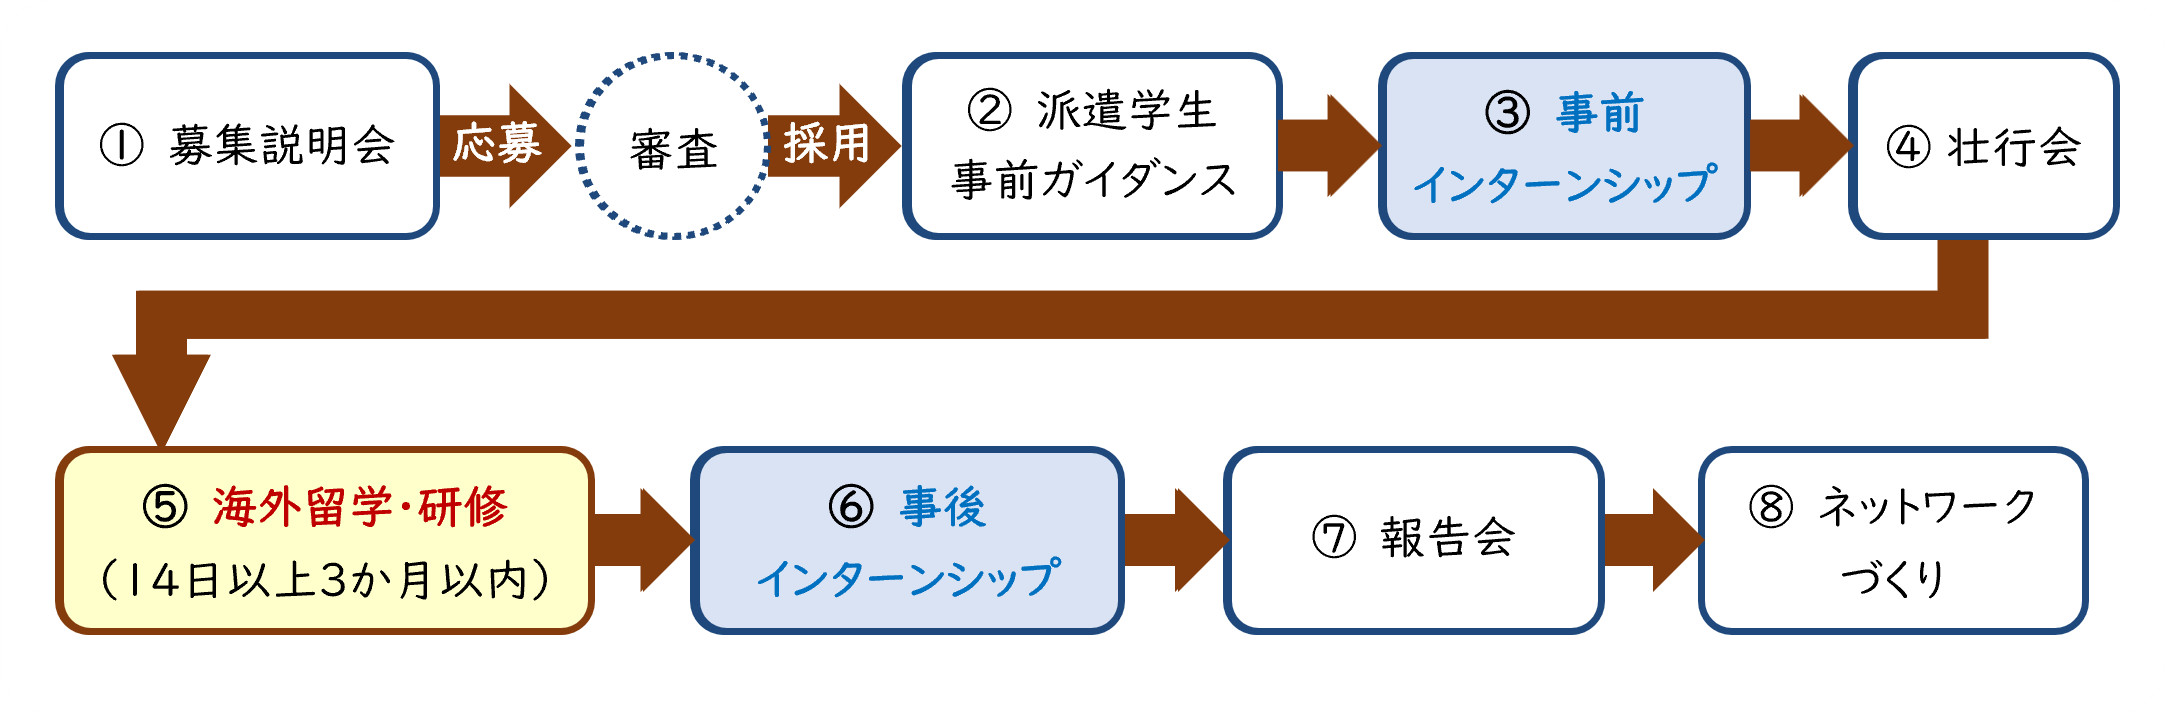 ① 募集説明会
応募
審査
採用
② 派遣学生
事前ガイダンス
③ 事前
インターンシップ
④ 壮行会
⑤ 海外留学・研修
（14日以上3か月以内）
⑥ 事後
インターンシップ
⑦ 報告会
⑧ ネットワーク
づくり